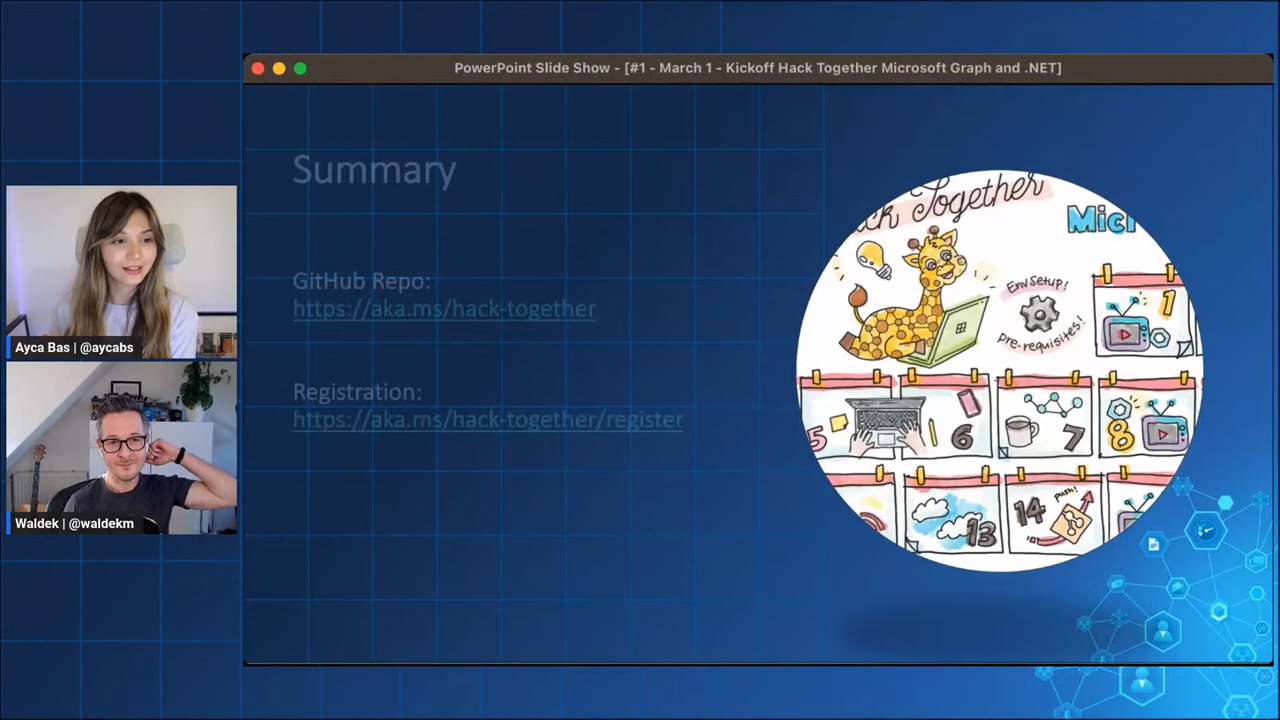 PowerPoint Slide Show - [#1 - March 1 - Kickoff Hack Together Microsoft Graph and .NET]
Summary
GitHub Repo:
https://aka.ms/hack-together
Registration:
https://aka.ms/hack-together/register
Together
Env Setup!
pre-requisites!
1
5
6
7
8
13
14
push!
Ayca Bas | @aycabs
Waldek | @waldekm